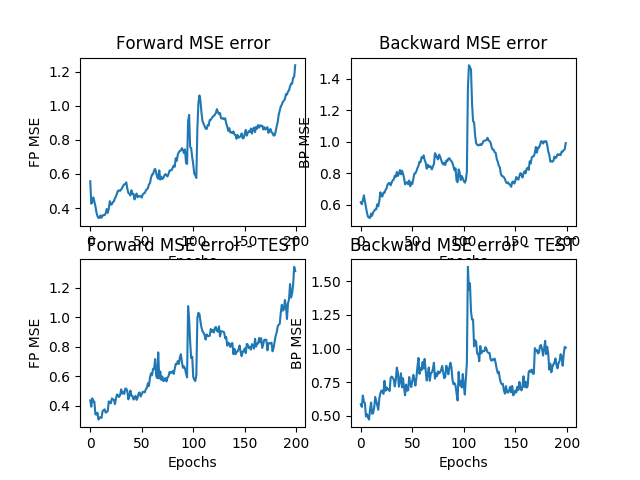 Forward MSE error
Backward MSE error
FP MSE
1.2
1.0
0.8
0.6
0.4
0 50 100 150 200
Epochs
BP MSE
1.4
1.2
1.0
0.8
0.6
0 50 100 150 200
Epochs
Forward MSE error - TEST
Backward MSE error - TEST
FP MSE
1.2
1.0
0.8
0.6
0.4
0 50 100 150 200
Epochs
BP MSE
1.50
1.25
1.00
0.75
0.50
0 50 100 150 200
Epochs